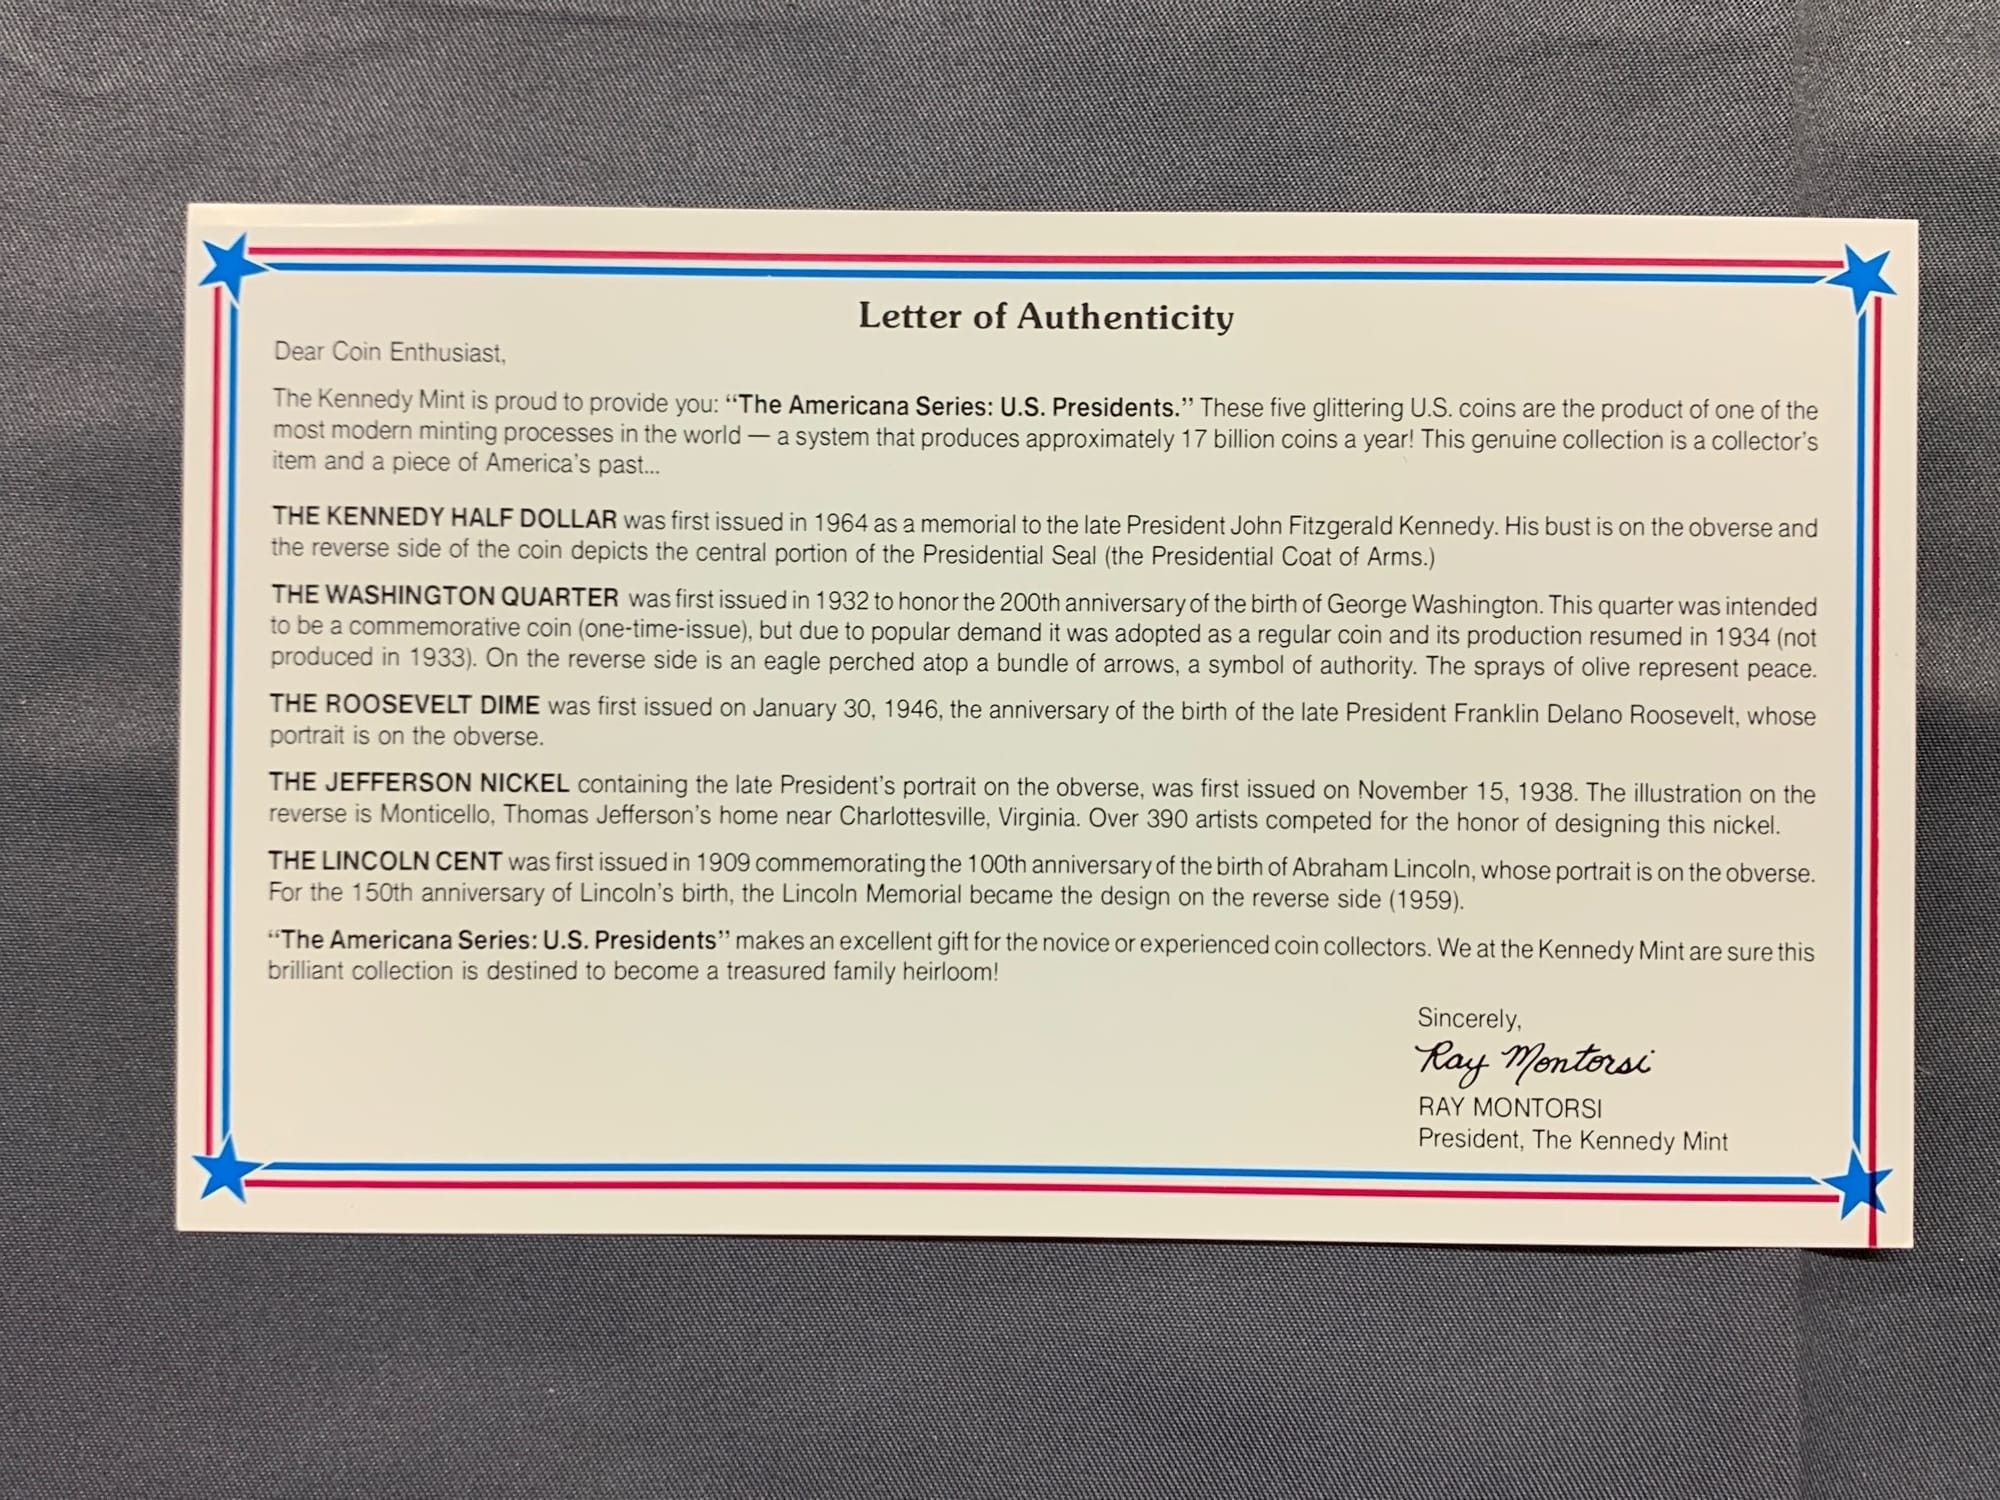 Letter of Authenticity
Dear Coin Enthusiast,
The Kennedy Mint is proud to provide you: “The Americana Series: U.S. Presidents.” These five glittering U.S. coins are the product of one of the
most modern minting processes in the world — a system that produces approximately 17 billion coins a year! This genuine collection is a collector’s
item and a piece of America’s past...
THE KENNEDY HALF DOLLAR was first issued in 1964 as a memorial to the late President John Fitzgerald Kennedy. His bust is on the obverse and
the reverse side of the coin depicts the central portion of the Presidential Seal (the Presidential Coat of Arms.)
THE WASHINGTON QUARTER was first issued in 1932 to honor the 200th anniversary of the birth of George Washington. This quarter was intended
to be a commemorative coin (one-time-issue), but due to popular demand it was adopted as a regular coin and its production resumed in 1934 (not
produced in 1933). On the reverse side is an eagle perched atop a bundle of arrows, a symbol of authority. The sprays of olive represent peace.
THE ROOSEVELT DIME was first issued on January 30, 1946, the anniversary of the birth of the late President Franklin Delano Roosevelt, whose
portrait is on the obverse.
THE JEFFERSON NICKEL containing the late President’s portrait on the obverse, was first issued on November 15, 1938. The illustration on the
reverse is Monticello, Thomas Jefferson’s home near Charlottesville, Virginia. Over 390 artists competed for the honor of designing this nickel.
THE LINCOLN CENT was first issued in 1909 commemorating the 100th anniversary of the birth of Abraham Lincoln, whose portrait is on the obverse.
For the 150th anniversary of Lincoln’s birth, the Lincoln Memorial became the design on the reverse side (1959).
“The Americana Series: U.S. Presidents” makes an excellent gift for the novice or experienced coin collectors. We at the Kennedy Mint are sure this
brilliant collection is destined to become a treasured family heirloom!
Sincerely,
Ray Montorsi
RAY MONTORSI
President, The Kennedy Mint